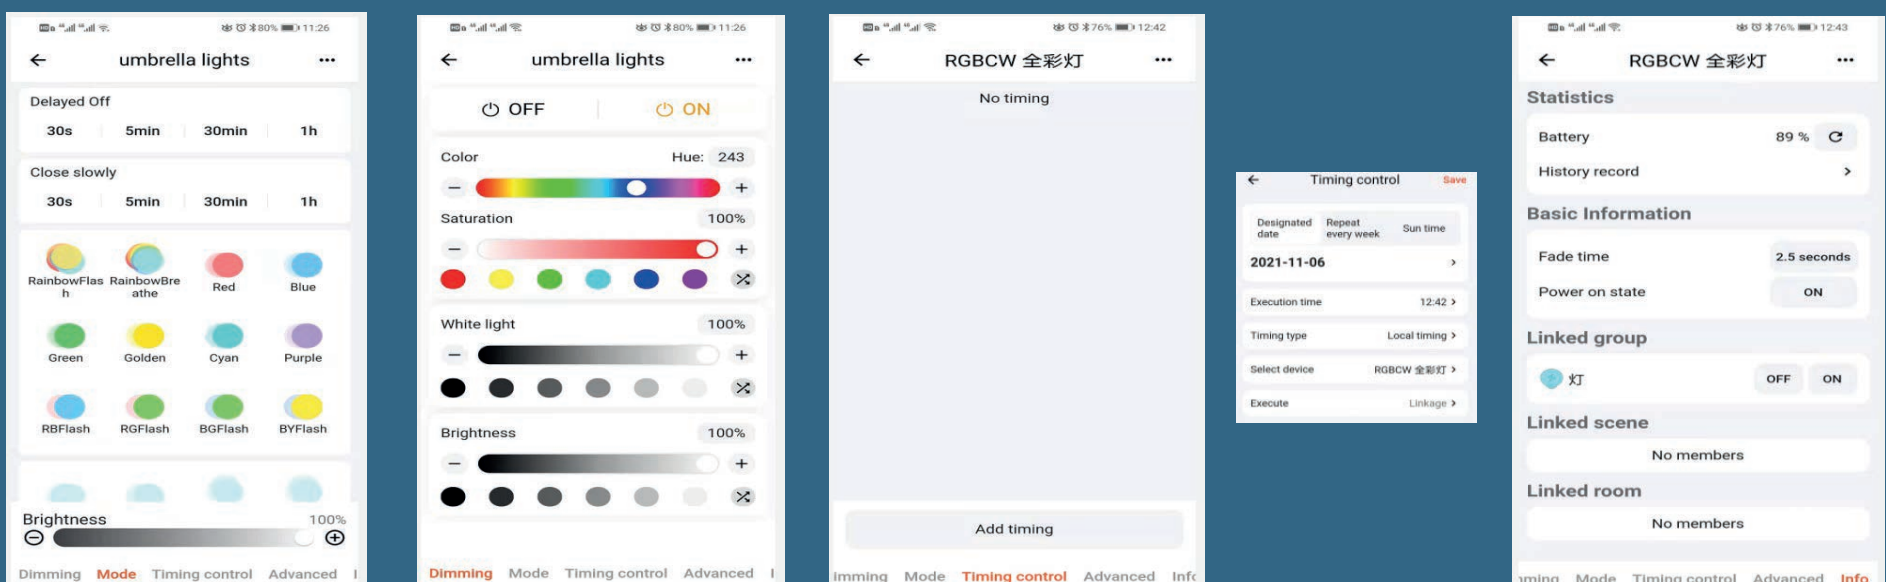 80% 11:26
umbrella lights
Delayed Off
30s 5min 30min 1h
Close slowly
30s 5min 30min 1h
RainbowFlas
h
RainbowBre
athe
Red
Blue
Green
Golden
Cyan
Purple
RBFlash
RGFlash
BGFlash
BYFlash
Brightness 100%
Dimming Mode Timing control Advanced I
80% 11:26
umbrella lights
OFF ON
Color Hue: 243
Saturation 100%
White light 100%
Brightness 100%
Dimming Mode Timing control Advanced I
76% 12:42
RGBCW 全彩灯
No timing
Add timing
imming Mode Timing control Advanced Info
Timing control Save
Designated
date
Repeat
every week
Sun time
2021-11-06
Execution time 12:42
Timing type Local timing
Select device RGBCW 全彩灯
Execute Linkage
76% 12:43
RGBCW 全彩灯
Statistics
Battery 89 %
History record
Basic Information
Fade time 2.5 seconds
Power on state ON
Linked group
灯 OFF ON
Linked scene
No members
Linked room
No members
mming Mode Timing control Advanced Info